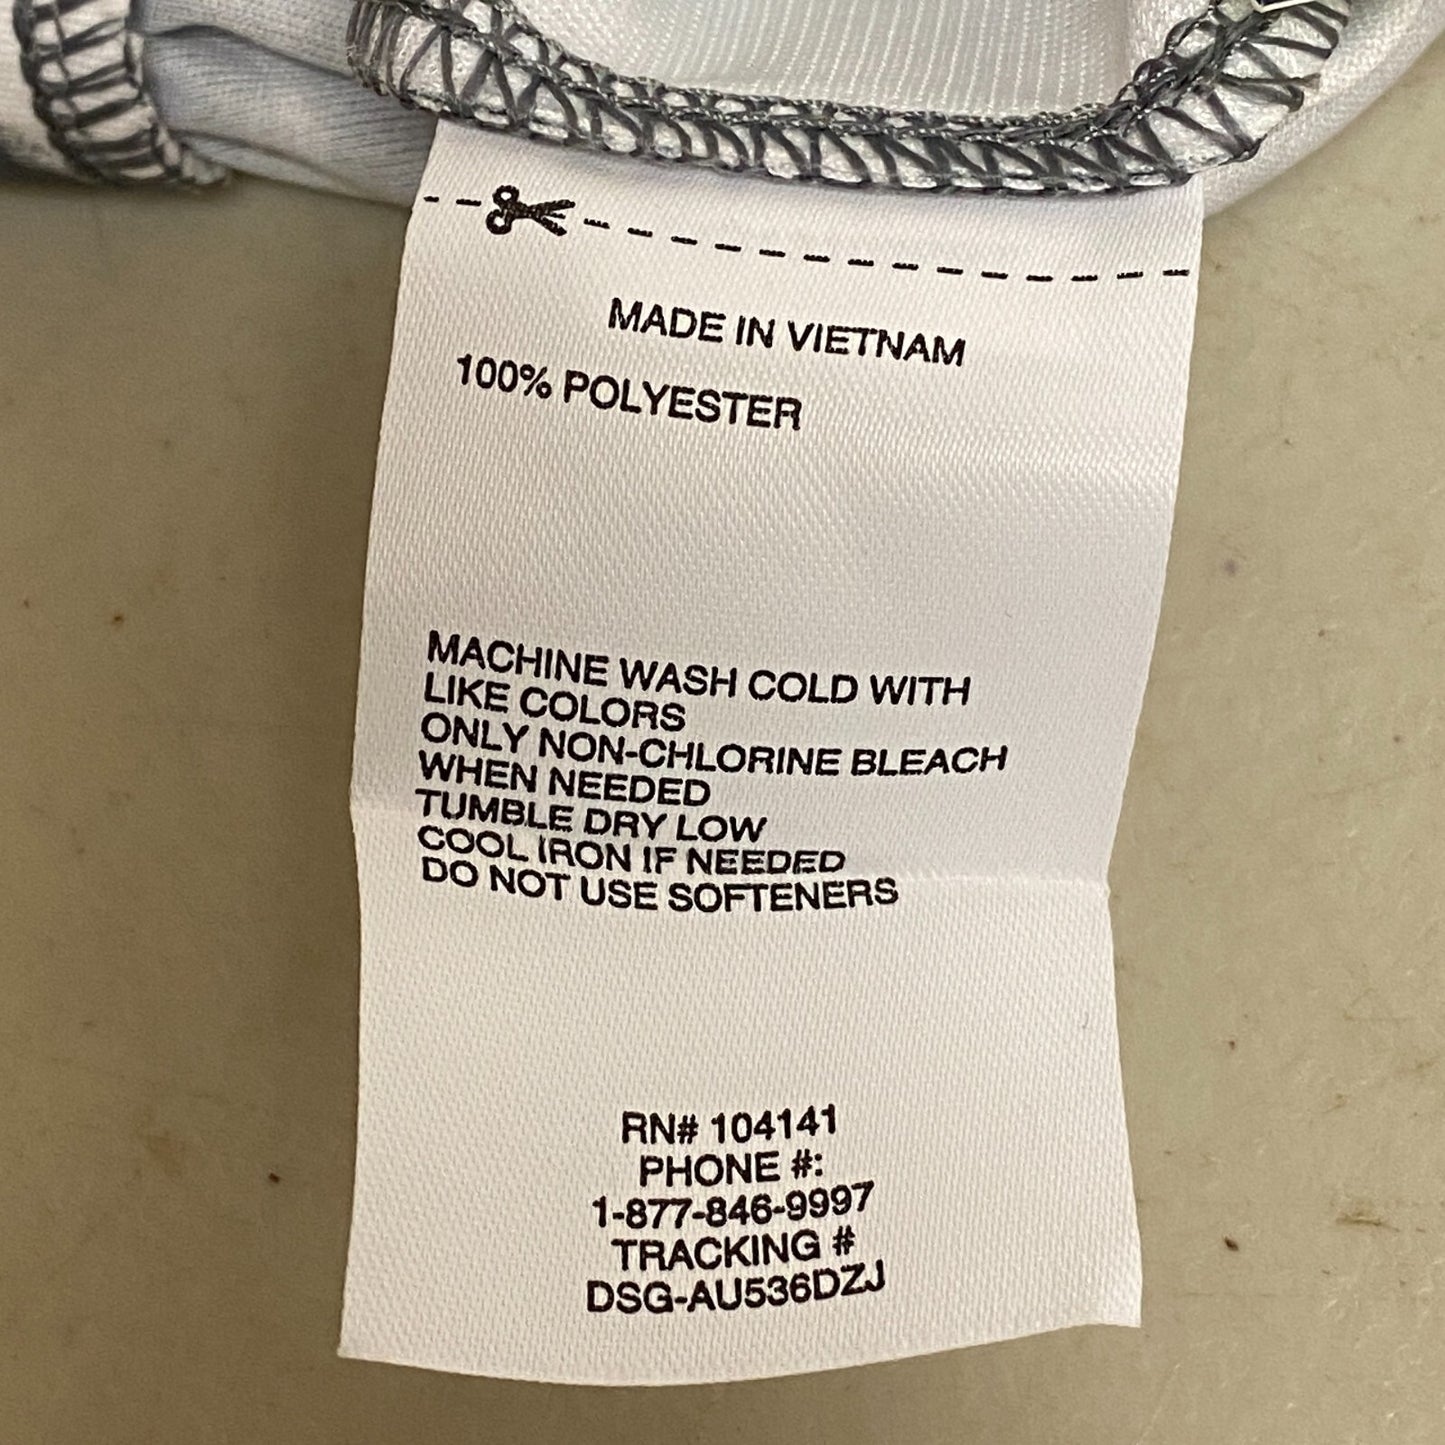 MADE IN VIETNAM
100% POLYESTER
MACHINE WASH COLD WITH
LIKE COLORS
ONLY NON-CHLORINE BLEACH
WHEN NEEDED
TUMBLE DRY LOW
COOL IRON IF NEEDED
DO NOT USE SOFTENERS
RN# 104141
PHONE #:
1-877-846-9997
TRACKING #
DSG-AU536DZJ